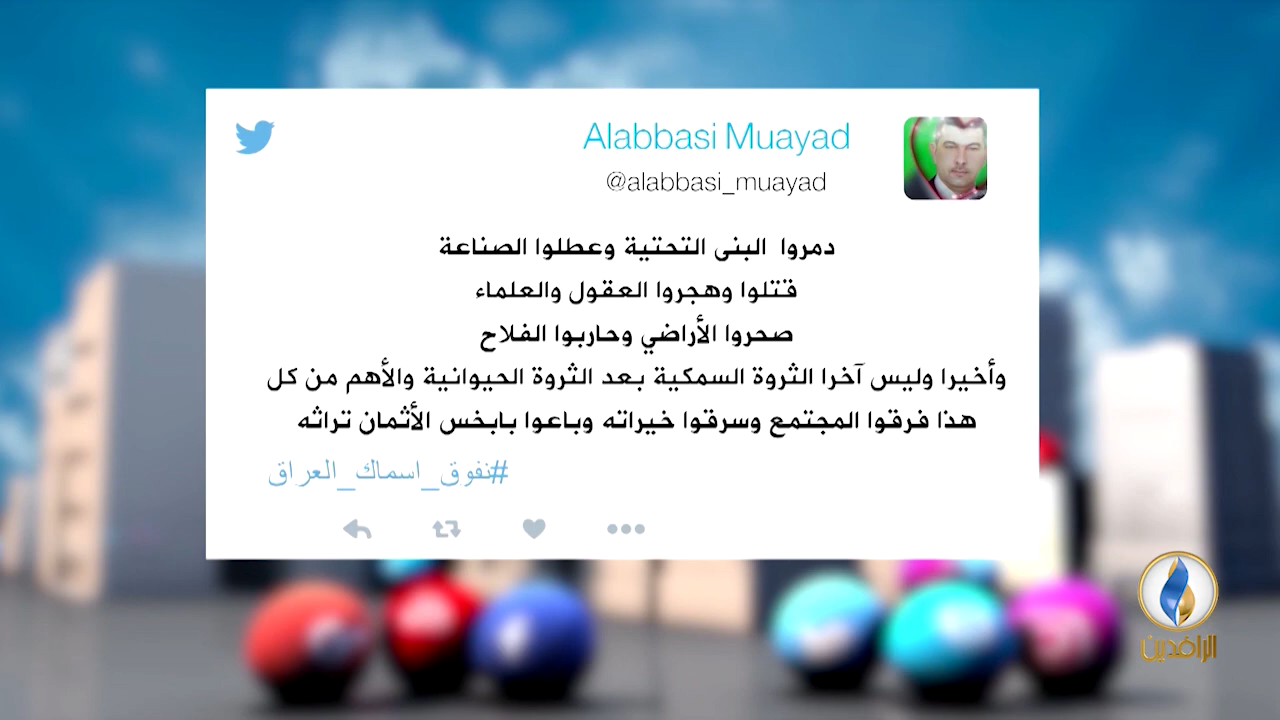 Alabbasi Muayad
@alabbasi_muayad
دمروا البنى التحتية وعطلوا الصناعة
قتلوا وهجروا العقول والعلماء
صحروا الأراضي وحاربوا الفلاح
وأخيرا وليس آخرا الثروة السمكية بعد الثروة الحيوانية والأهم من كل
هذا فرقوا المجتمع وسرقوا خيراته وباعوا بابخس الأثمان تراثه
#نفوق_اسماك_العراق
الرافدين